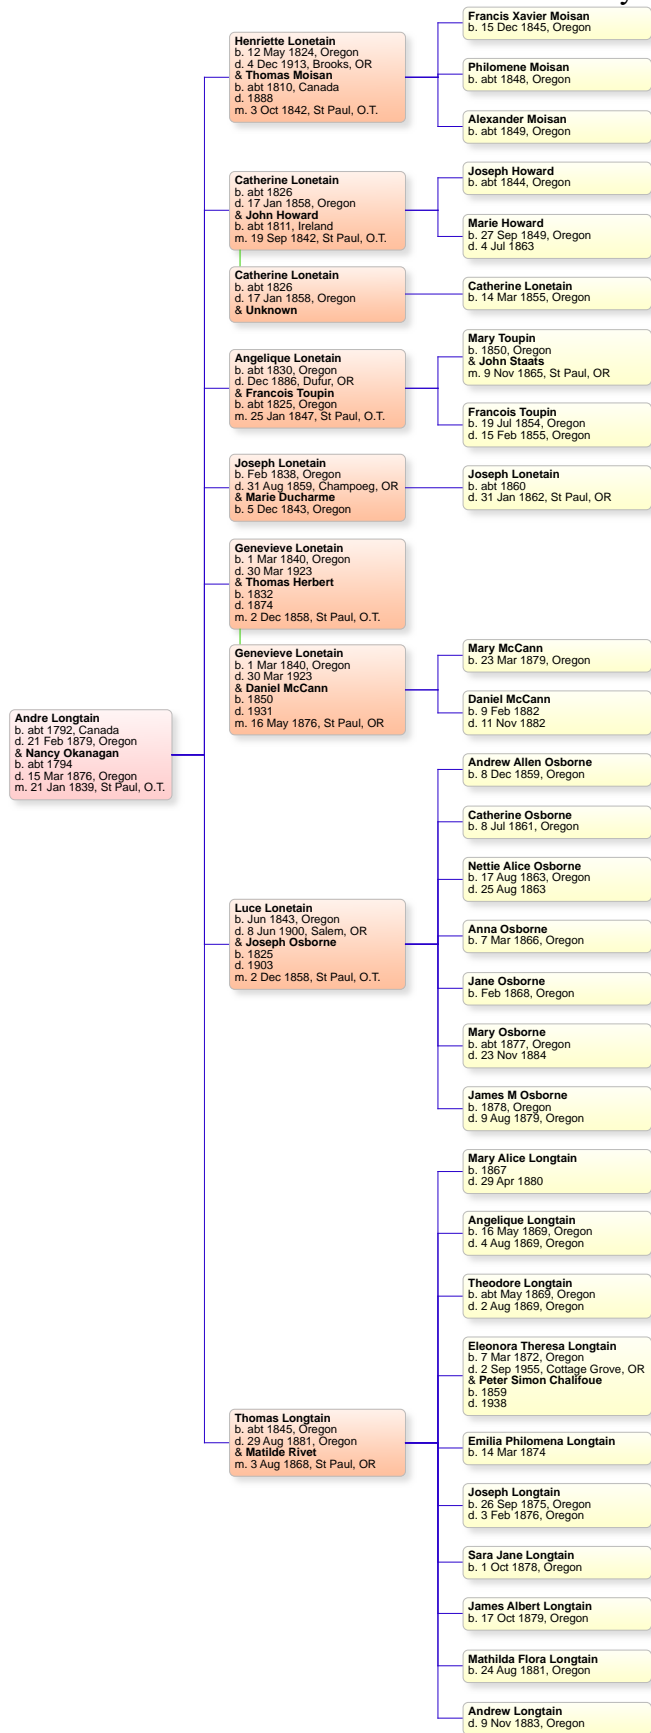 Francis Xavier Moisan
b. 15 Dec 1845, Oregon
Henriette Lonetain
b. 12 May 1824, Oregon
d. 4 Dec 1913, Brooks, OR
& Thomas Moisan
b. abt 1810, Canada
d. 1888
m. 3 Oct 1842, St Paul, O.T.
Philomene Moisan
b. abt 1848, Oregon
Alexander Moisan
b. abt 1849, Oregon
Catherine Lonetain
b. abt 1826
d. 17 Jan 1858, Oregon
& John Howard
b. abt 1811, Ireland
m. 19 Sep 1842, St Paul, O.T.
Joseph Howard
b. abt 1844, Oregon
Marie Howard
b. 27 Sep 1849, Oregon
d. 4 Jul 1863
Catherine Lonetain
b. abt 1826
d. 17 Jan 1858, Oregon
& Unknown
Catherine Lonetain
b. 14 Mar 1855, Oregon
Angelique Lonetain
b. abt 1830, Oregon
d. Dec 1886, Dufur, OR
& Francois Toupin
b. abt 1825, Oregon
m. 25 Jan 1847, St Paul, O.T.
Mary Toupin
b. 1850, Oregon
& John Staats
m. 9 Nov 1865, St Paul, OR
Francois Toupin
b. 19 Jul 1854, Oregon
d. 15 Feb 1855, Oregon
Joseph Lonetain
b. Feb 1838, Oregon
d. 31 Aug 1859, Champoeg, OR
& Marie Ducharme
b. 5 Dec 1843, Oregon
Joseph Lonetain
b. abt 1860
d. 31 Jan 1862, St Paul, OR
Genevieve Lonetain
b. 1 Mar 1840, Oregon
d. 30 Mar 1923
& Thomas Herbert
b. 1832
d. 1874
m. 2 Dec 1858, St Paul, O.T.
Genevieve Lonetain
b. 1 Mar 1840, Oregon
d. 30 Mar 1923
& Daniel McCann
b. 1850
d. 1931
m. 16 May 1876, St Paul, OR
Mary McCann
b. 23 Mar 1879, Oregon
Daniel McCann
b. 9 Feb 1882
d. 11 Nov 1882
Andre Longtain
b. abt 1792, Canada
d. 21 Feb 1879, Oregon
& Nancy Okanagan
b. abt 1794
d. 15 Mar 1876, Oregon
m. 21 Jan 1839, St Paul, O.T.
Luce Lonetain
b. Jun 1843, Oregon
d. 8 Jun 1900, Salem, OR
& Joseph Osborne
b. 1825
d. 1903
m. 2 Dec 1858, St Paul, O.T.
Andrew Allen Osborne
b. 8 Dec 1859, Oregon
Catherine Osborne
b. 8 Jul 1861, Oregon
Nettie Alice Osborne
b. 17 Aug 1863, Oregon
d. 25 Aug 1863
Anna Osborne
b. 7 Mar 1866, Oregon
Jane Osborne
b. Feb 1868, Oregon
Mary Osborne
b. abt 1877, Oregon
d. 23 Nov 1884
James M Osborne
b. 1878, Oregon
d. 9 Aug 1879, Oregon
Thomas Longtain
b. abt 1845, Oregon
d. 29 Aug 1881, Oregon
& Matilde Rivet
m. 3 Aug 1868, St Paul, OR
Mary Alice Longtain
b. 1867
d. 29 Apr 1880
Angelique Longtain
b. 16 May 1869, Oregon
d. 4 Aug 1869, Oregon
Theodore Longtain
b. abt May 1869, Oregon
d. 2 Aug 1869, Oregon
Eleonora Theresa Longtain
b. 7 Mar 1872, Oregon
d. 2 Sep 1955, Cottage Grove, OR
& Peter Simon Chalifoue
b. 1859
d. 1938
Emilia Philomena Longtain
b. 14 Mar 1874
Joseph Longtain
b. 26 Sep 1875, Oregon
d. 3 Feb 1876, Oregon
Sara Jane Longtain
b. 1 Oct 1878, Oregon
James Albert Longtain
b. 17 Oct 1879, Oregon
Mathilda Flora Longtain
b. 24 Aug 1881, Oregon
Andrew Longtain
d. 9 Nov 1883, Oregon